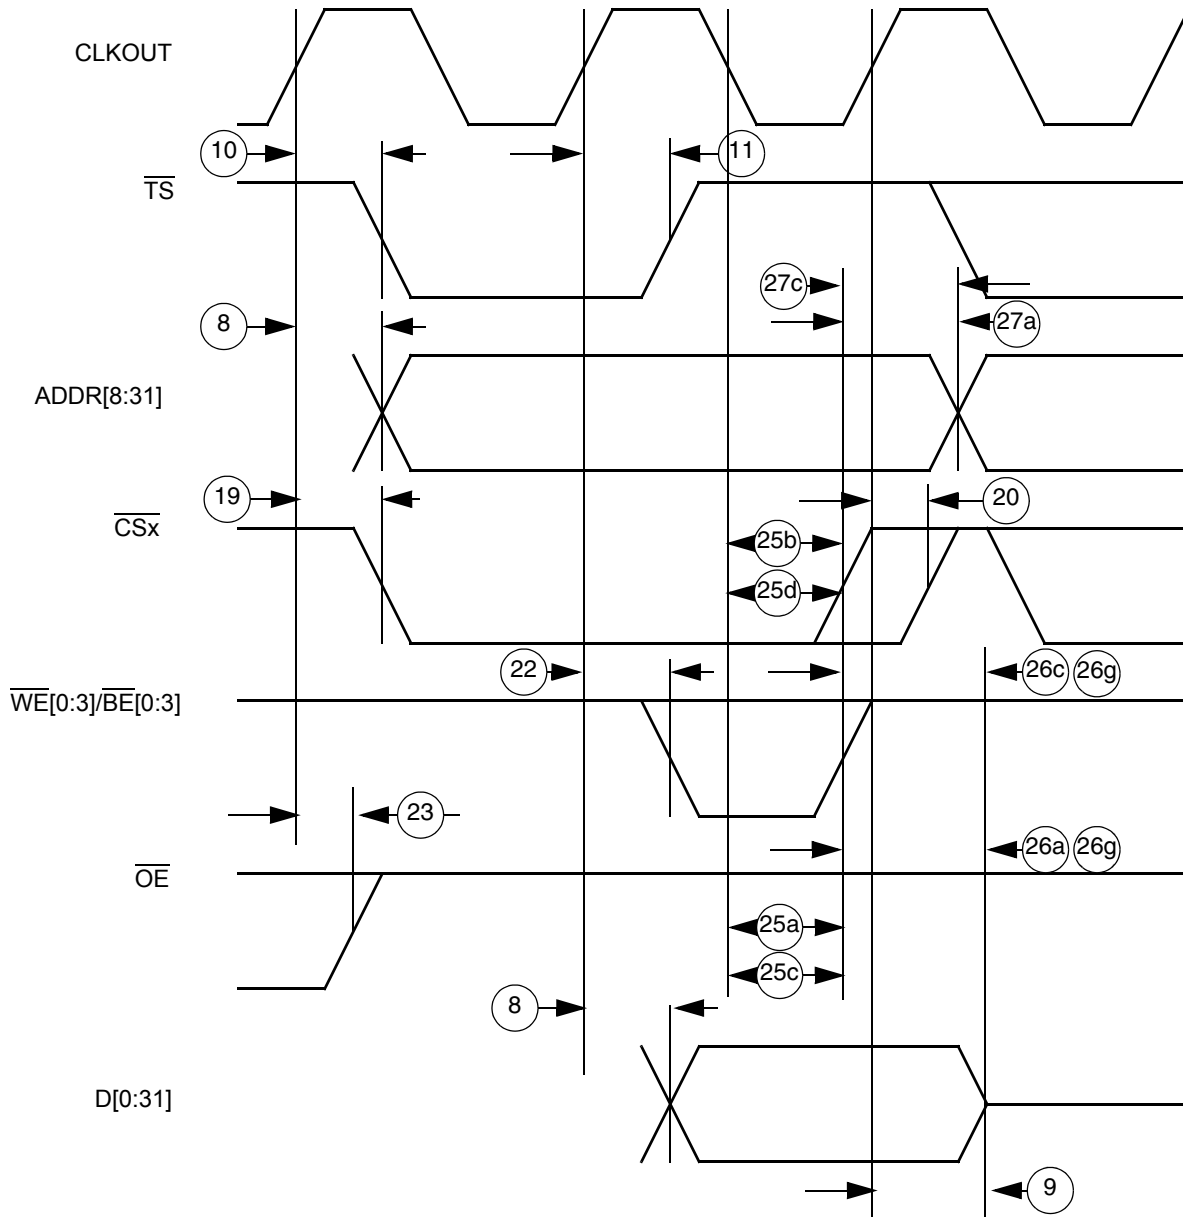 CLKOUT
10
11
TS
27c
8
27a
ADDR[8:31]
19
20
CSx
25b
25d
22
26c 26g
WE[0:3]/BE[0:3]
23
26a 26g
OE
25a
25c
8
D[0:31]
9